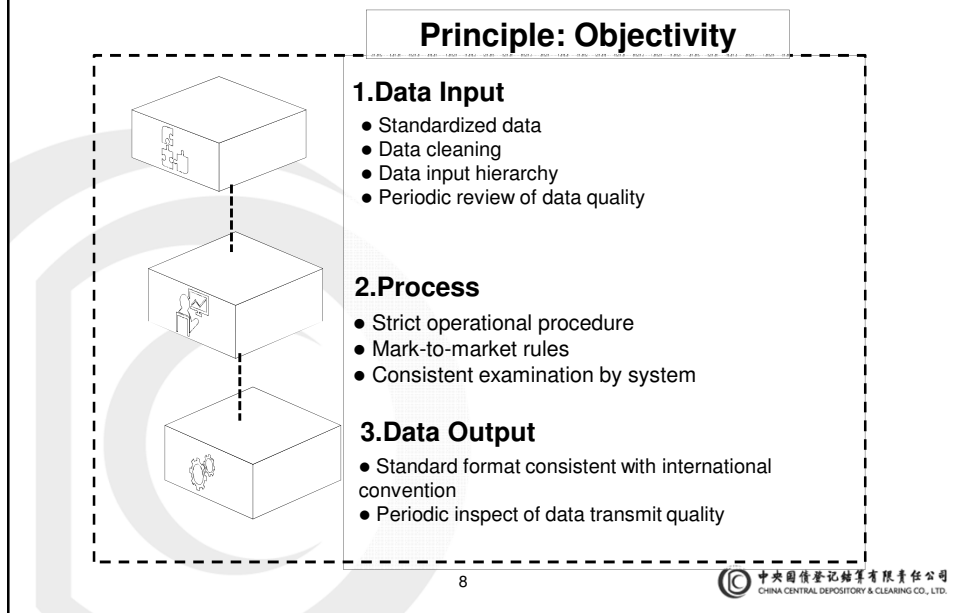 Principle: Objectivity
1.Data Input
● Standardized data
● Data cleaning
● Data input hierarchy
● Periodic review of data quality
2.Process
● Strict operational procedure
● Mark-to-market rules
● Consistent examination by system
3.Data Output
● Standard format consistent with international
convention
● Periodic inspect of data transmit quality
8
中央国债登记结算有限责任公司
CHINA CENTRAL DEPOSITORY & CLEARING CO., LTD.